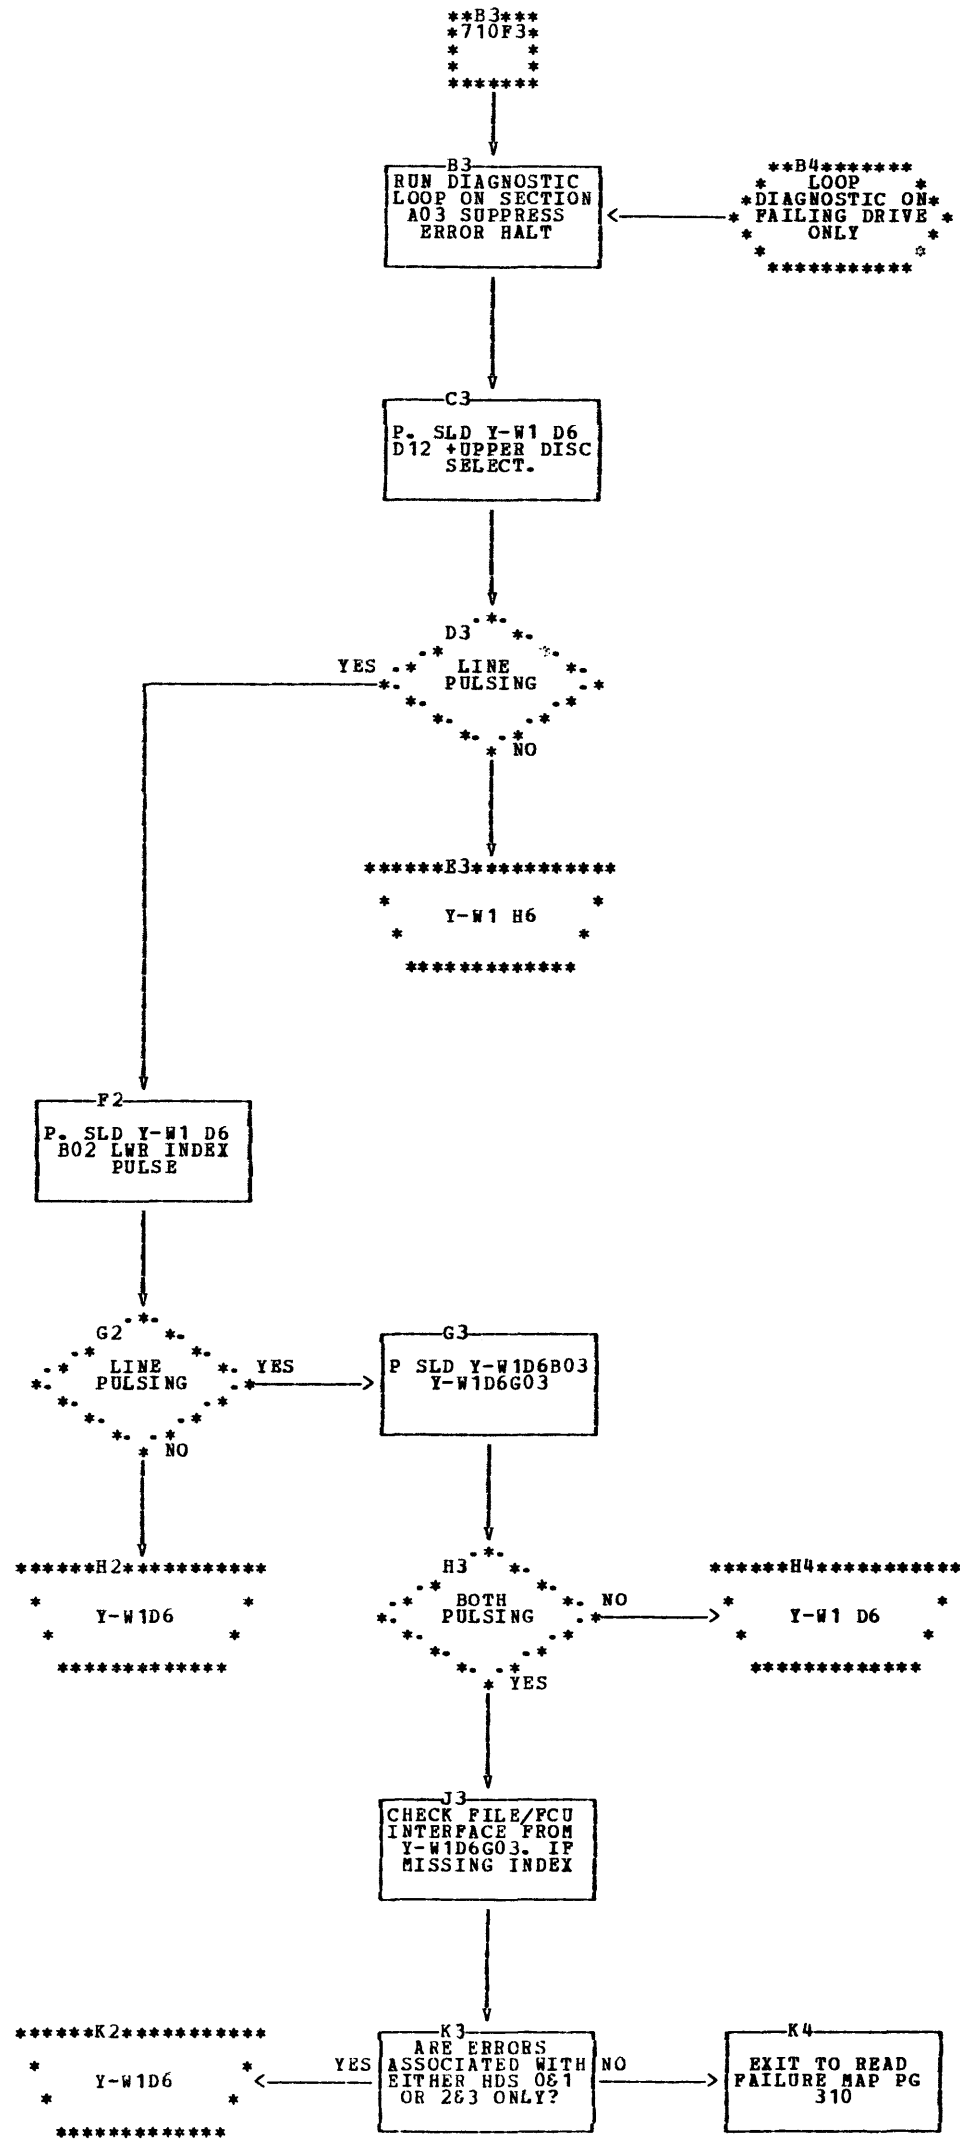 **B3***
*710F3*
* *
* *
*******
B3
RUN DIAGNOSTIC
LOOP ON SECTION
A03 SUPPRESS
ERROR HALT
**B4*******
* LOOP *
*DIAGNOSTIC ON*
* FAILING DRIVE *
* ONLY *
* *
***********
C3
P. SLD Y-W1 D6
D12 +UPPER DISC
SELECT.
D3
LINE
PULSING
YES
NO
******E3***********
Y-W1 H6
*************
F2
P. SLD Y-W1 D6
B02 LWR INDEX
PULSE
G2
LINE
PULSING
YES
NO
G3
P SLD Y-W1D6B03
Y-W1D6G03
******H2***********
Y-W1D6
*************
H3
BOTH
PULSING
NO
YES
******H4***********
Y-W1 D6
*************
J3
CHECK FILE/FCU
INTERFACE FROM
Y-W1D6G03. IF
MISSING INDEX
******K2***********
Y-W1D6
*************
K3
ARE ERRORS
YES ASSOCIATED WITH NO
EITHER HDS 0&1
OR 2&3 ONLY?
K4
EXIT TO READ
FAILURE MAP PG
310